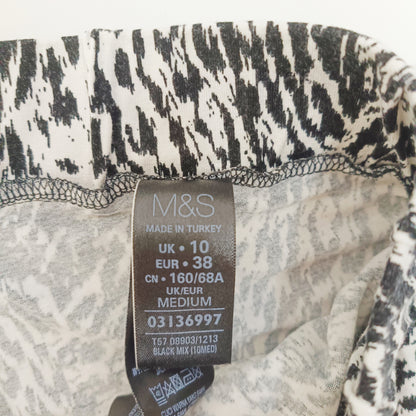 M&S
MADE IN TURKEY
UK • 10
EUR • 38
CN • 160/68A
UK/EUR
MEDIUM
03136997
T57 08903/1213
BLACK MIX (10MED)